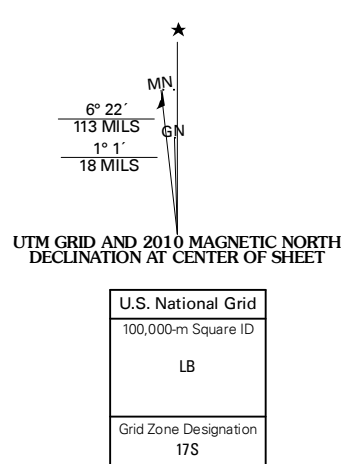 ★
M.N.
6° 22´
113 MILS
GN
1° 1´
18 MILS
UTM GRID AND 2010 MAGNETIC NORTH
DECLINATION AT CENTER OF SHEET
U.S. National Grid
100,000-m Square ID
LB
Grid Zone Designation
17S